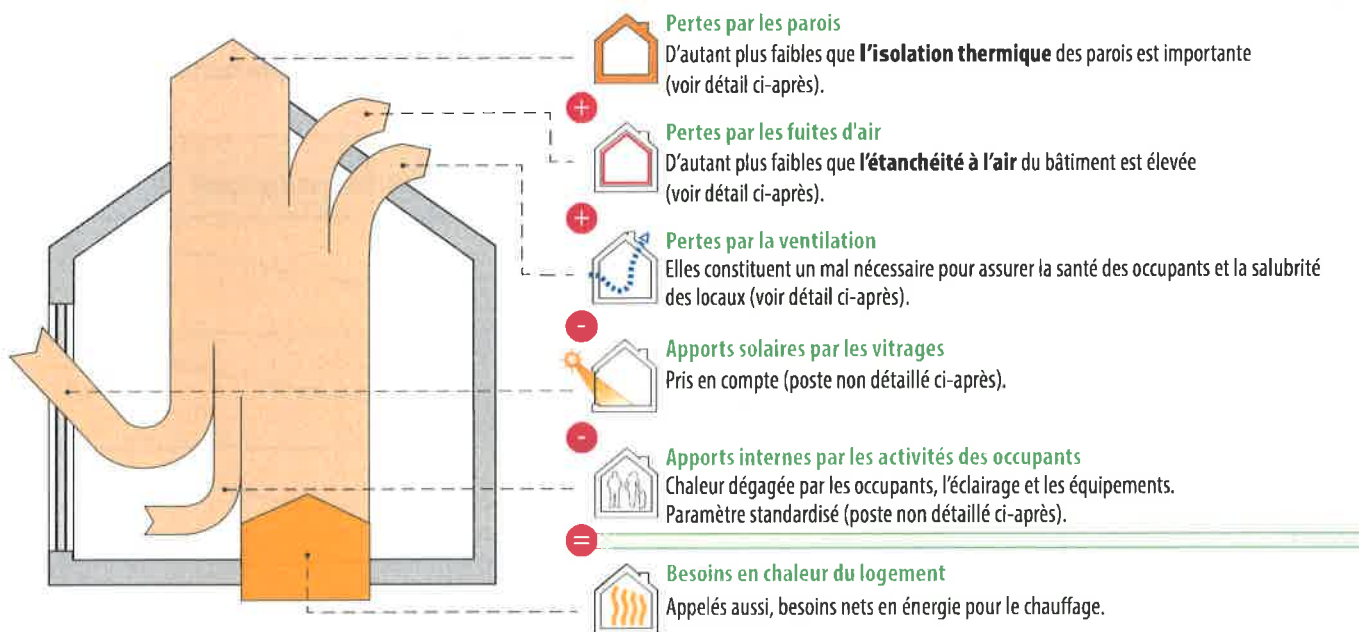 Pertes par les parois
D'autant plus faibles que l'isolation thermique des parois est importante
(voir détail ci-après).
+
Pertes par les fuites d'air
D'autant plus faibles que l'étanchéité à l'air du bâtiment est élevée
(voir détail ci-après).
+
Pertes par la ventilation
Elles constituent un mal nécessaire pour assurer la santé des occupants et la salubrité
des locaux (voir détail ci-après).
-
Apports solaires par les vitrages
Pris en compte (poste non détaillé ci-après).
-
Apports internes par les activités des occupants
Chaleur dégagée par les occupants, l'éclairage et les équipements.
Paramètre standardisé (poste non détaillé ci-après).
=
Besoins en chaleur du logement
Appelés aussi, besoins nets en énergie pour le chauffage.